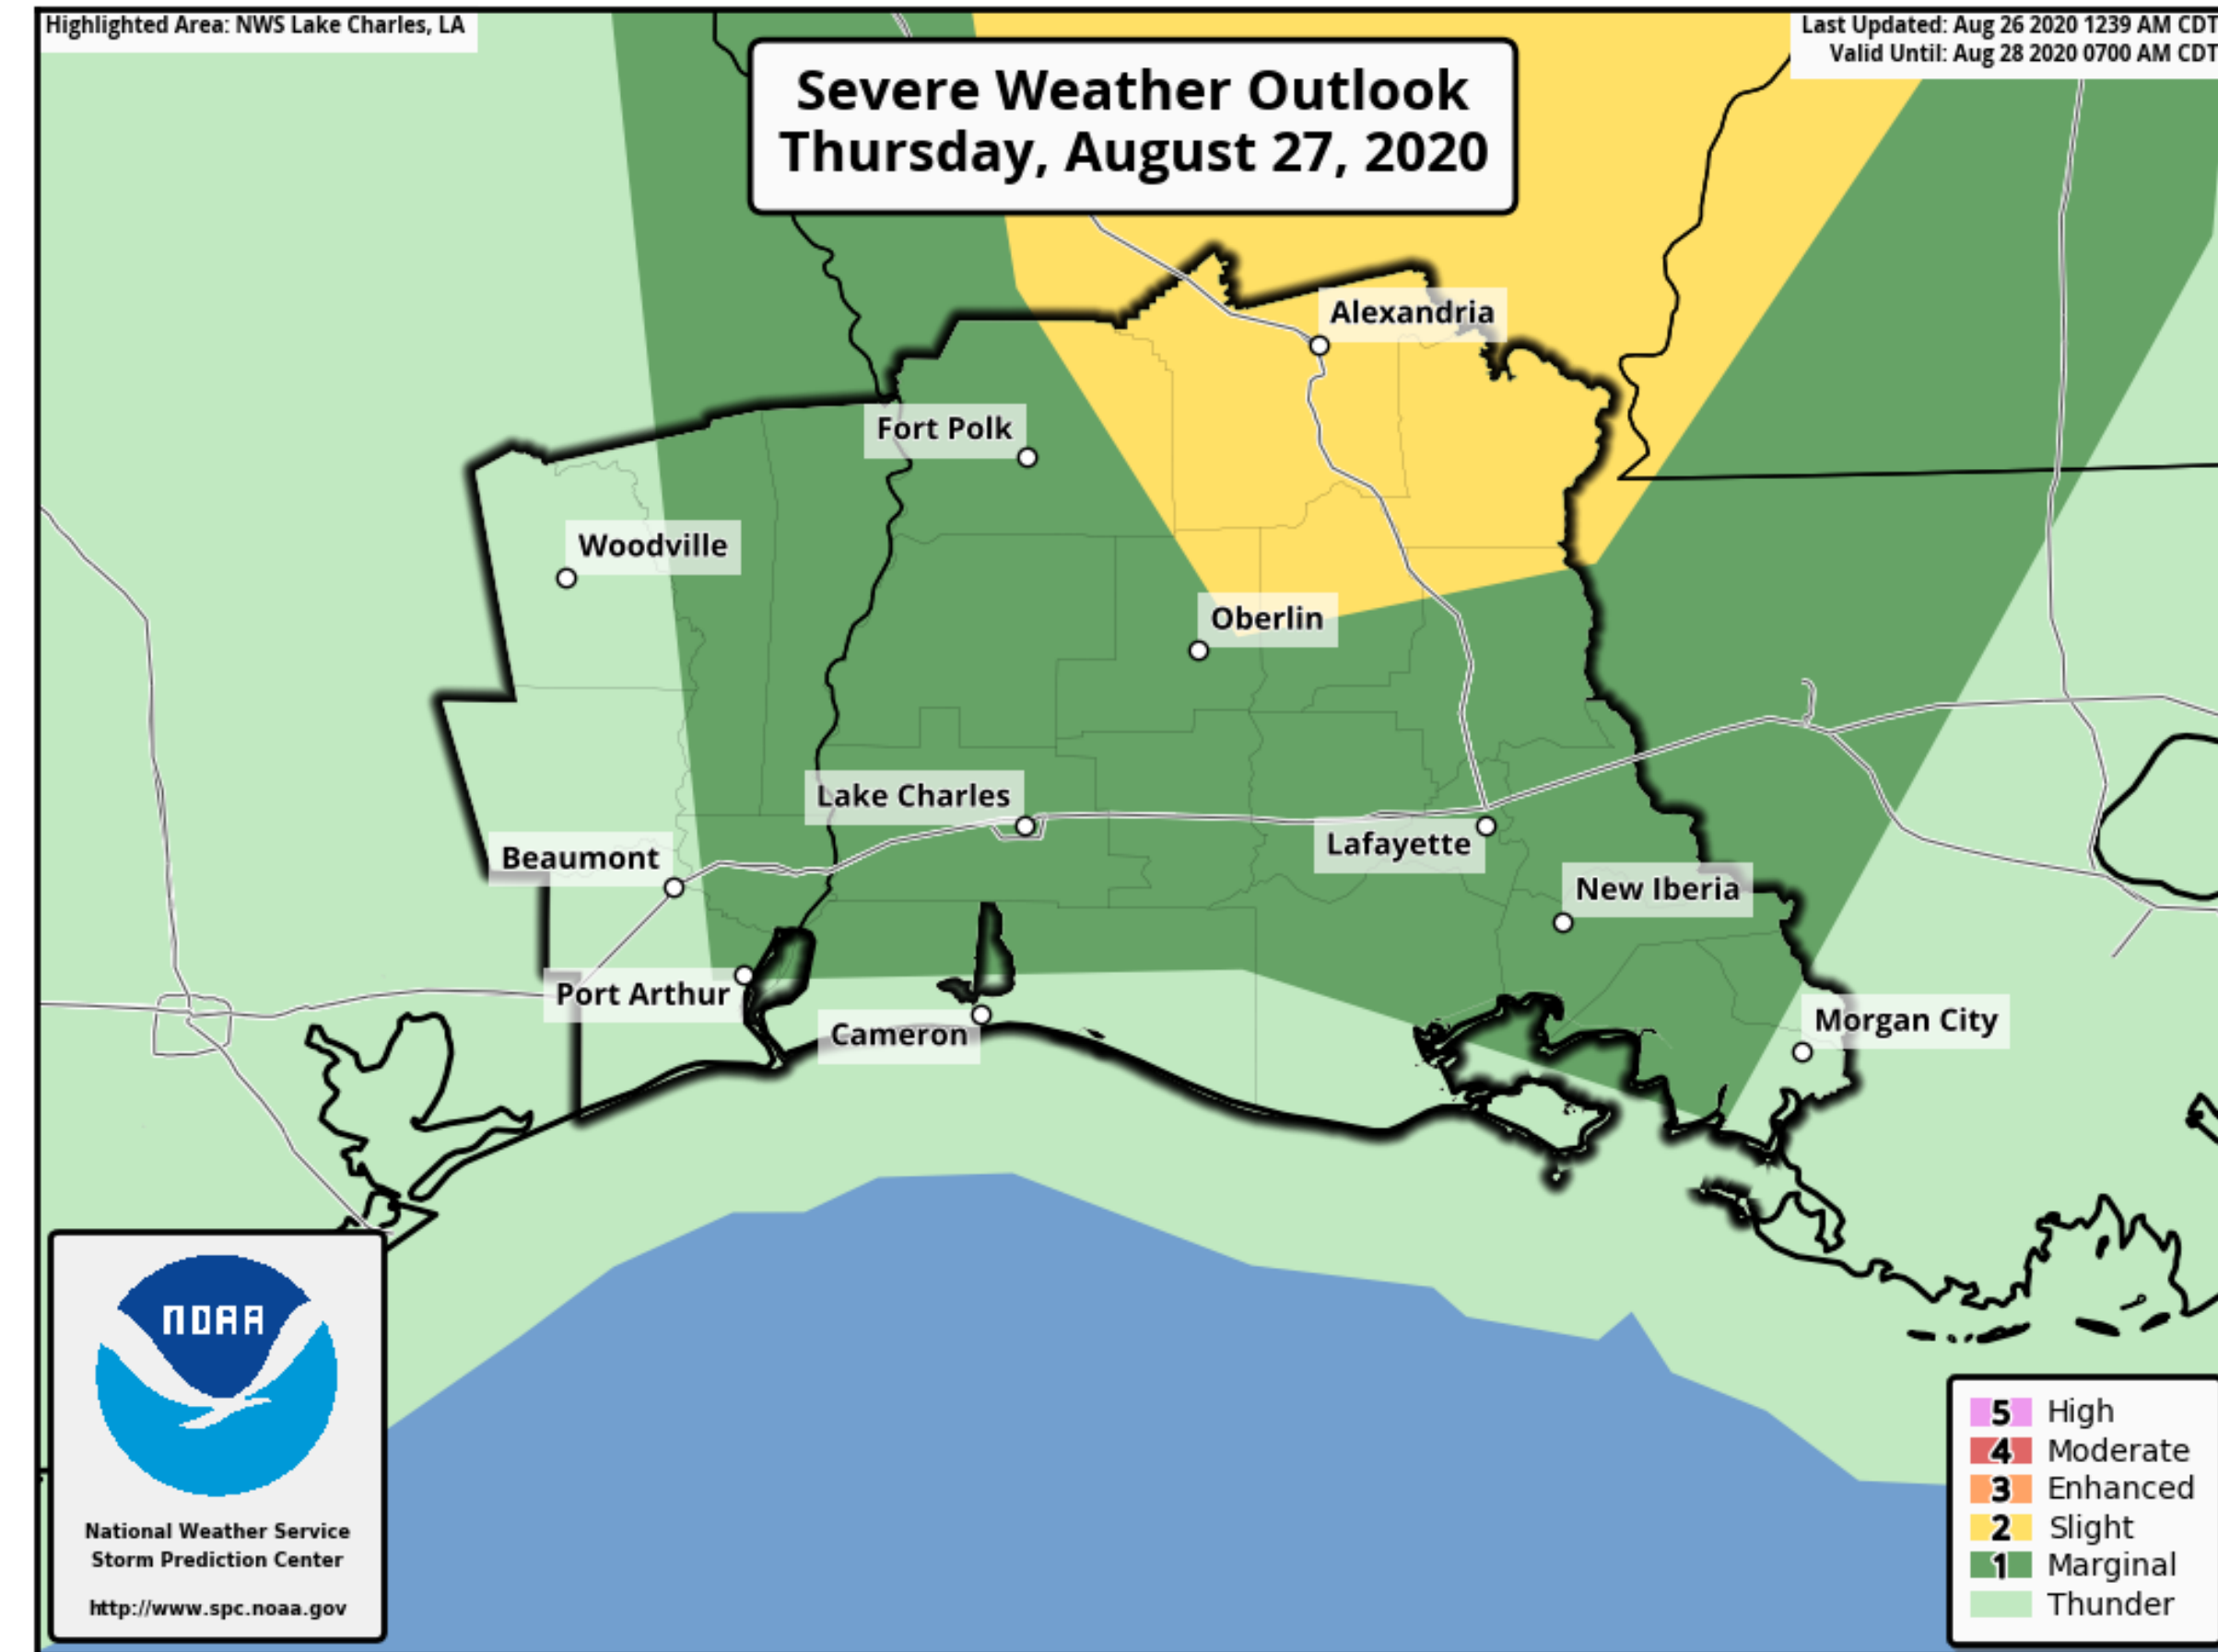 Highlighted Area: NWS Lake Charles, LA
Last Updated: Aug 26 2020 1239 AM CDT
Valid Until: Aug 28 2020 0700 AM CDT
Severe Weather Outlook
Thursday, August 27, 2020
Alexandria
Fort Polk
Woodville
Oberlin
Lake Charles
Lafayette
Beaumont
New Iberia
Port Arthur
Morgan City
Cameron
NOAA
National Weather Service
Storm Prediction Center
http://www.spc.noaa.gov
5 High
4 Moderate
3 Enhanced
2 Slight
1 Marginal
Thunder